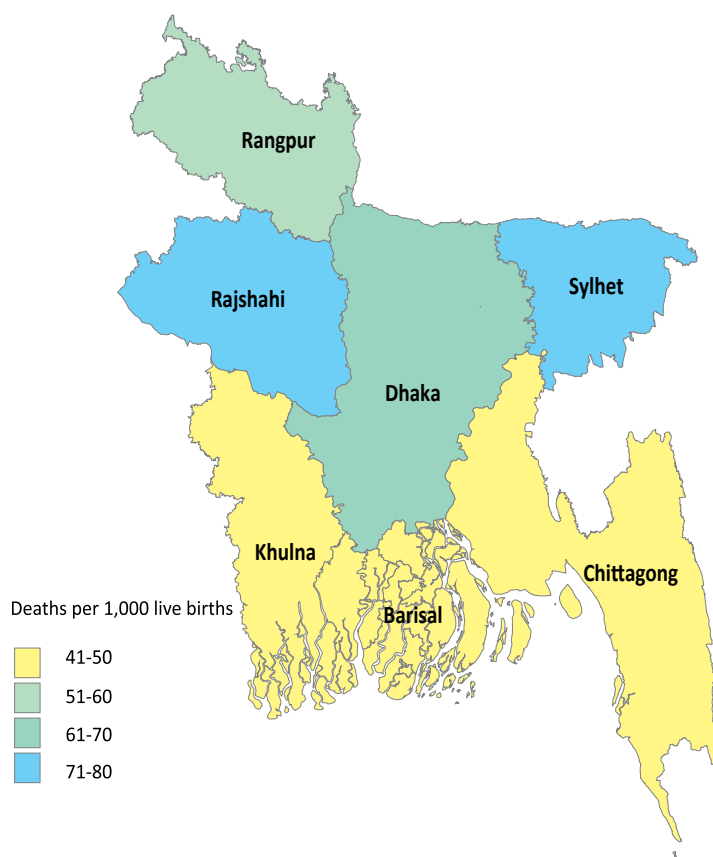 Rangpur
Rajshahi
Sylhet
Dhaka
Khulna
Chittagong
Barisal
Deaths per 1,000 live births
41-50
51-60
61-70
71-80